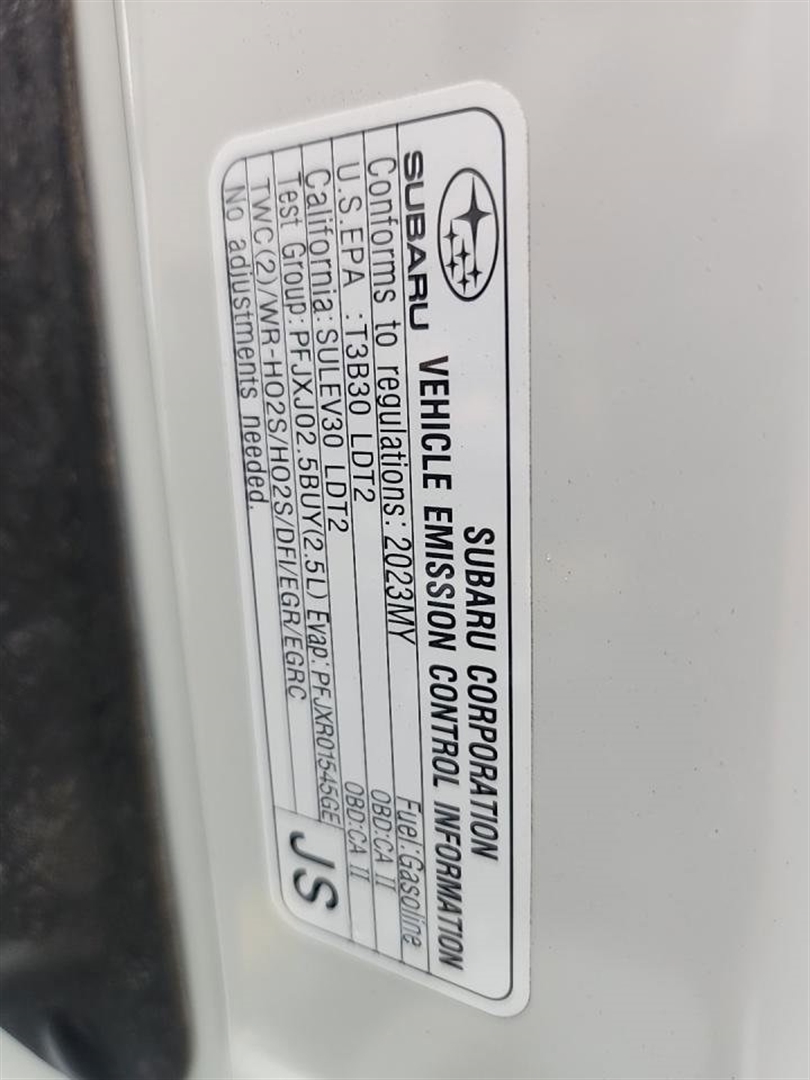 SUBARU CORPORATION
SUBARU VEHICLE EMISSION CONTROL INFORMATION
Conforms to regulations: 2023MY Fuel:Gasoline
U.S.EPA :T3B30 LDT2 OBD:CA II
California: SULEV30 LDT2 OBD:CA II
Test Group: PFJXJ02.5BUY(2.5L) Evap: PFJXR01545GE
TWC(2)/WR-HO2S/HO2S/DFI/EGR/EGRC
No adjustments needed.
JS